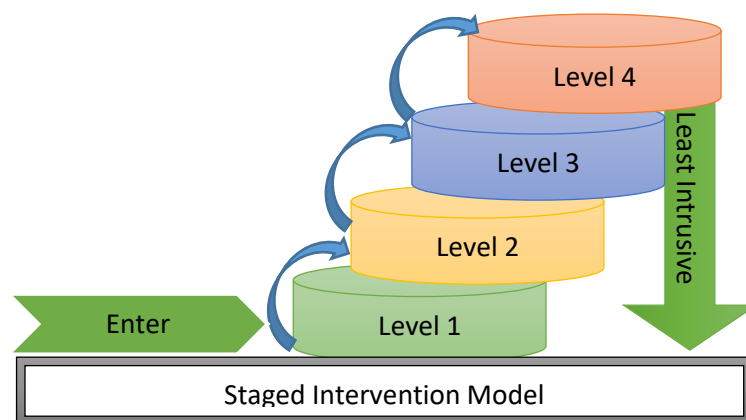 Level 4
Level 3
Level 2
Level 1
Least Intrusive
Enter
Staged Intervention Model